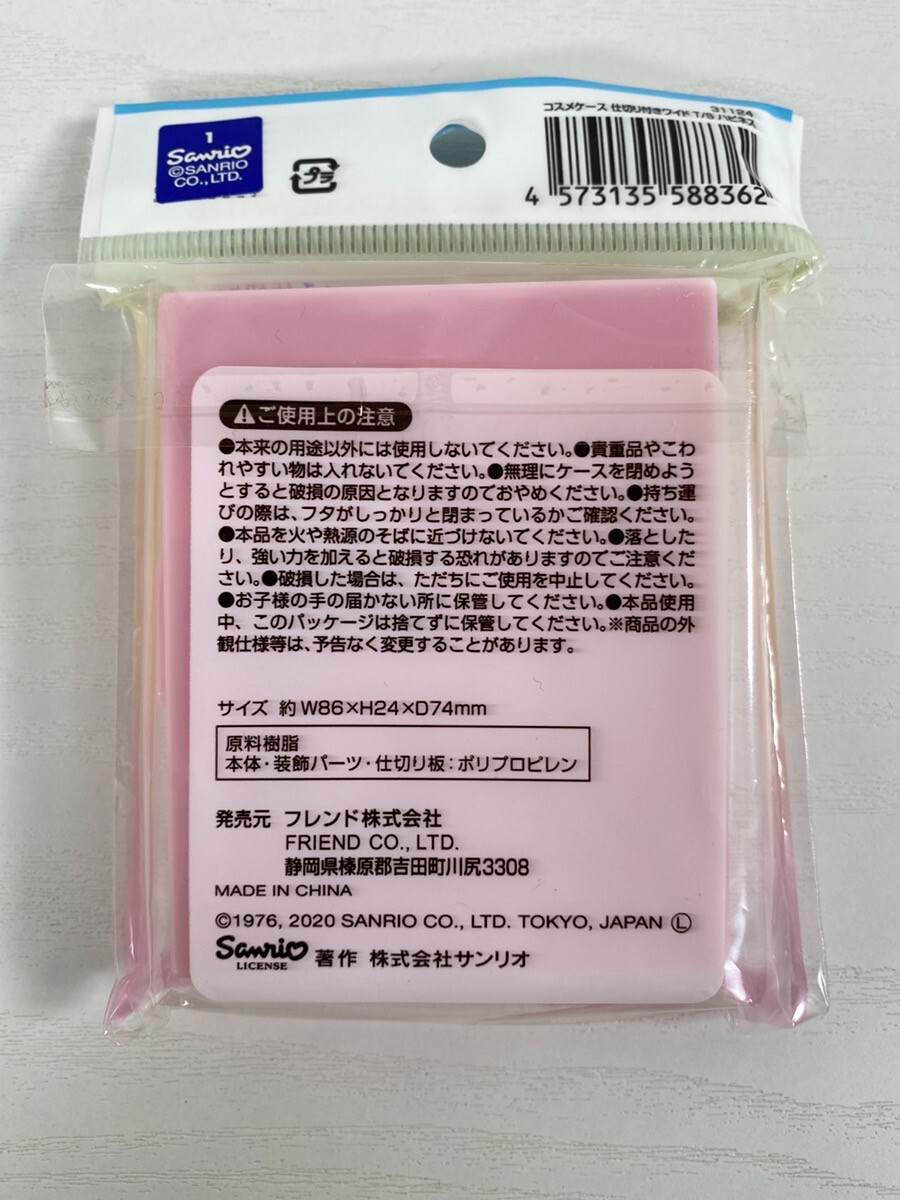 1
Sanrio
©SANRIO
CO., LTD.
プラ
31124
コスメケース 仕切り付きワイド T/S ハピネス
4 573135 588362
⚠ご使用上の注意
●本来の用途以外には使用しないでください。●貴重品やこわ
れやすい物は入れないでください。●無理にケースを閉めよう
とすると破損の原因となりますのでおやめください。●持ち運
びの際は、フタがしっかりと閉まっているかご確認ください。
●本品を火や熱源のそばに近づけないでください。●落とした
り、強い力を加えると破損する恐れがありますのでご注意くだ
さい。●破損した場合は、ただちにご使用を中止してください。
●お子様の手の届かない所に保管してください。●本品使用
中、このパッケージは捨てずに保管してください。※商品の外
観仕様等は、予告なく変更することがあります。
サイズ 約 W86×H24×D74mm
原料樹脂
本体・装飾パーツ・仕切り板：ポリプロピレン
発売元 フレンド株式会社
FRIEND CO., LTD.
静岡県榛原郡吉田町川尻3308
MADE IN CHINA
©1976, 2020 SANRIO CO., LTD. TOKYO, JAPAN Ⓛ
Sanrio
LICENSE
著作 株式会社サンリオ